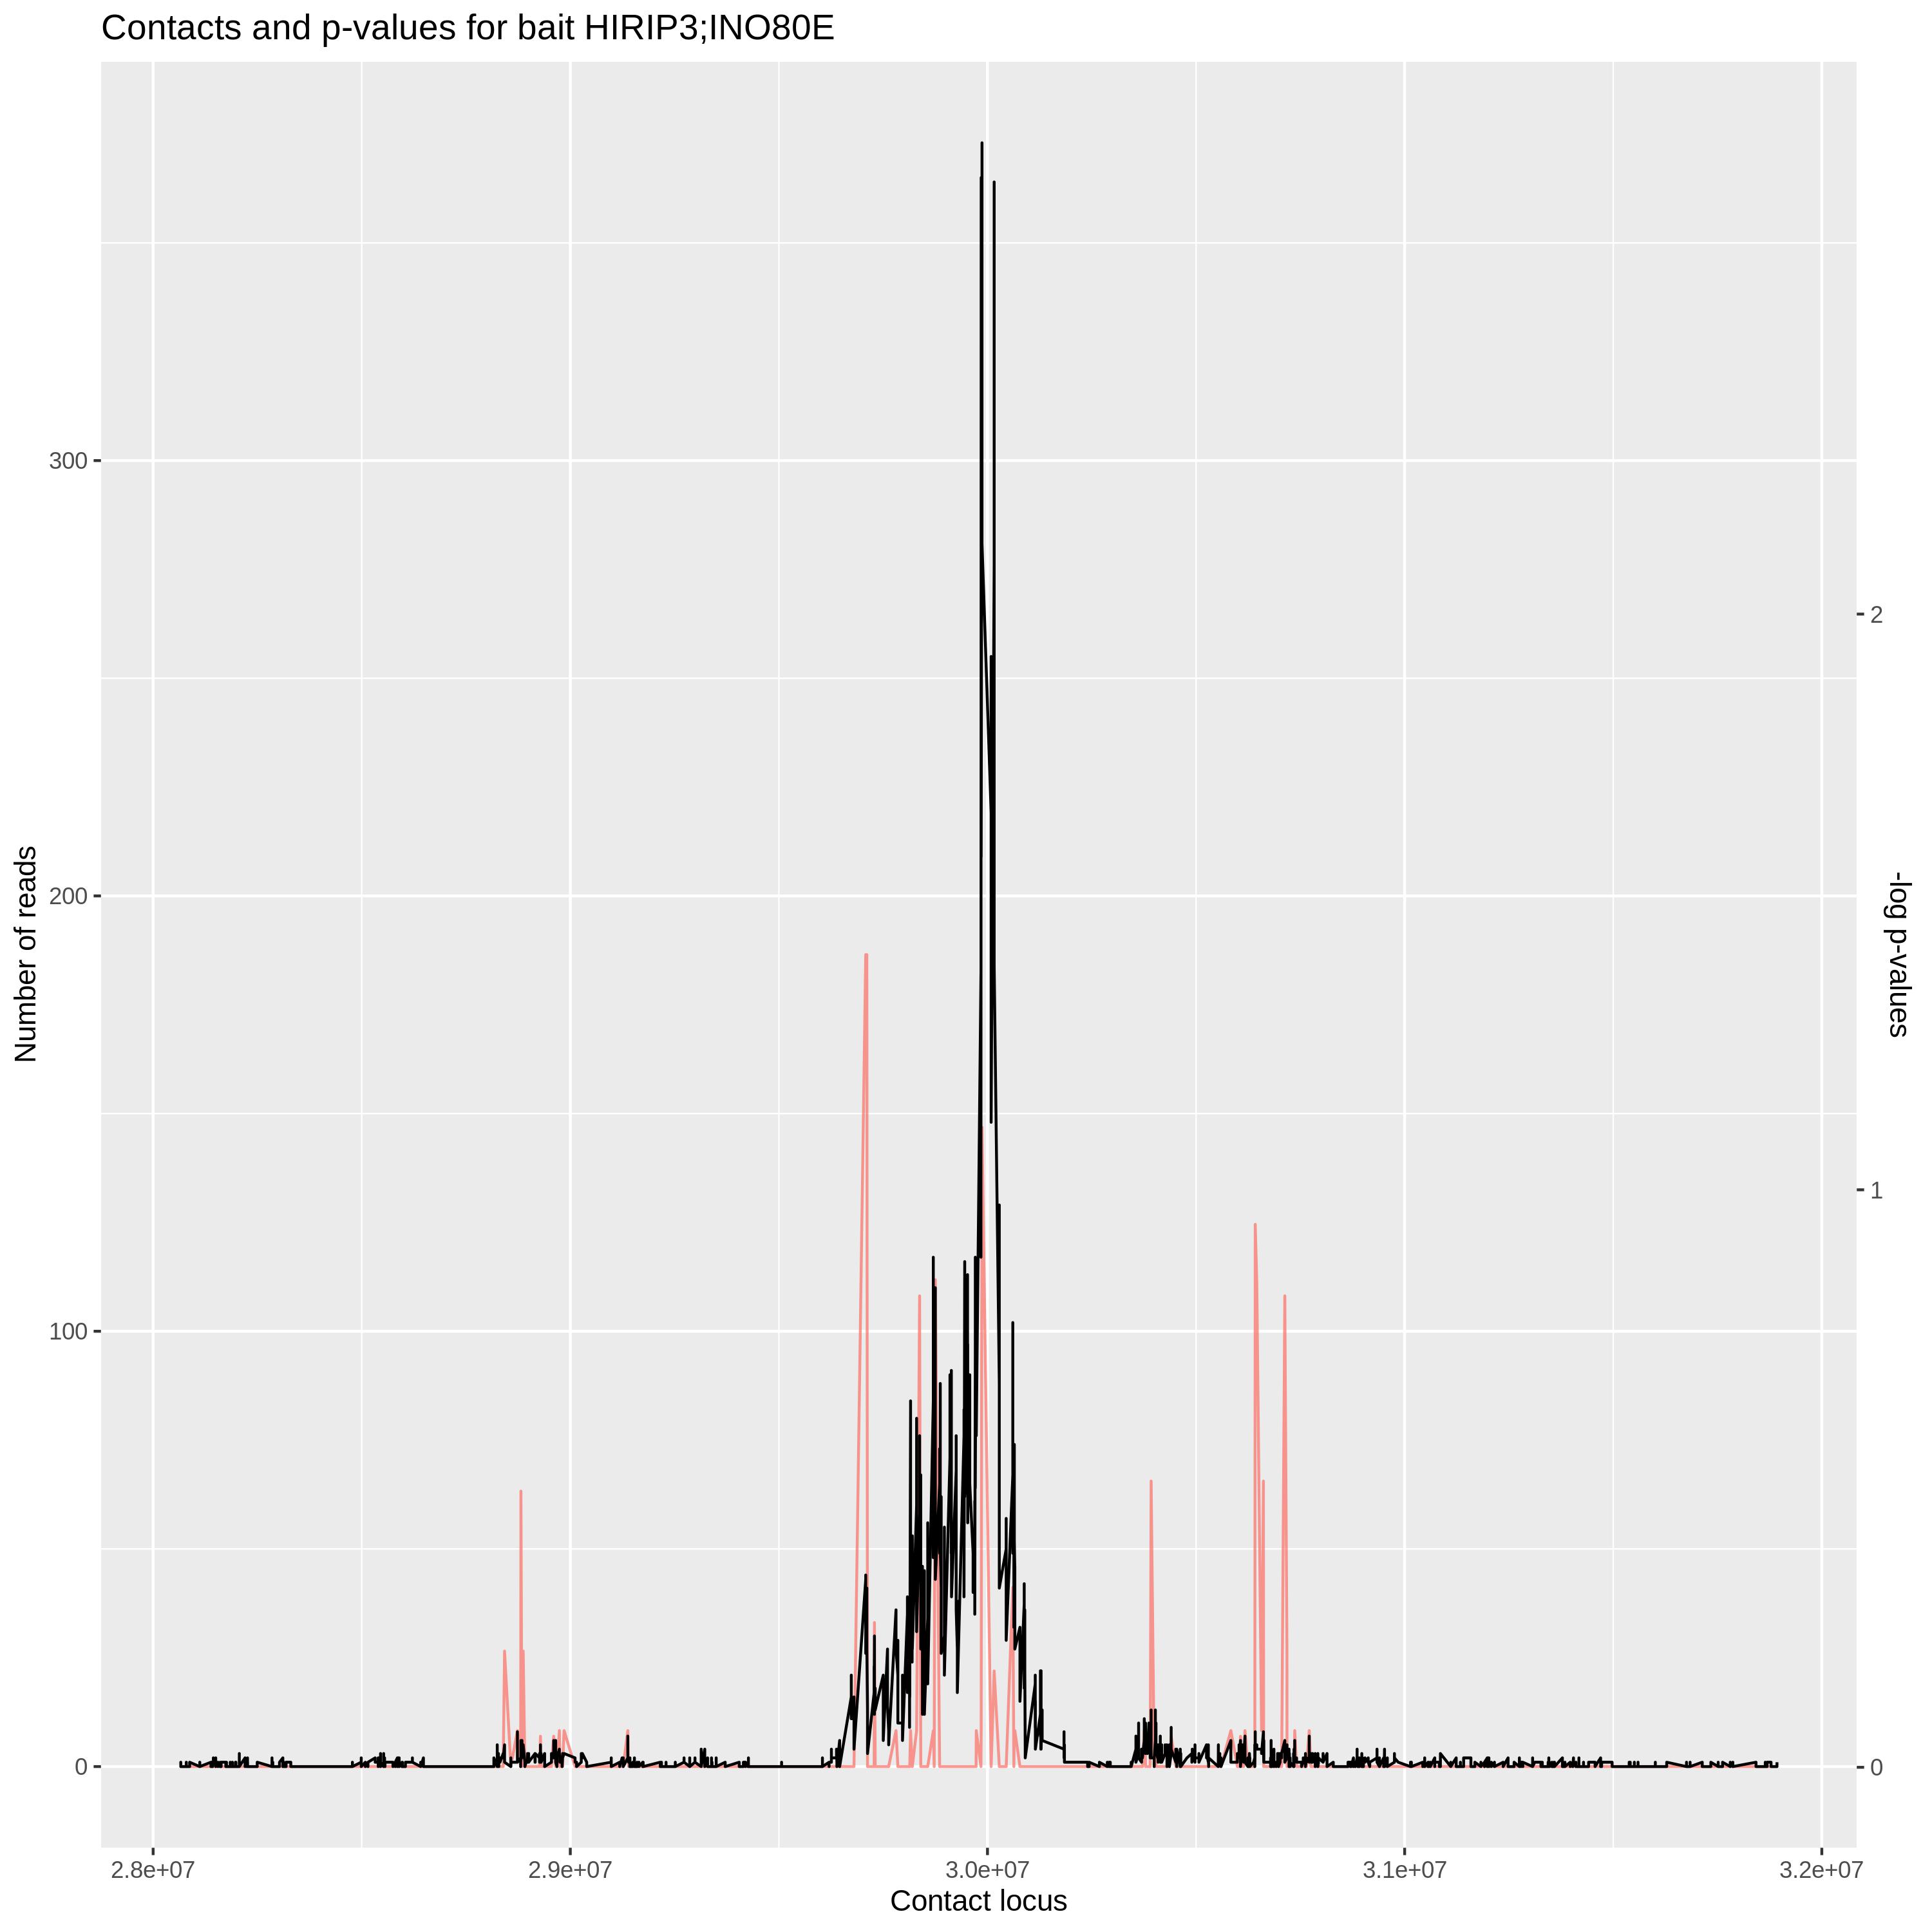 Contacts and p-values for bait HIRIP3;INO80E
Number of reads
300
200
100
0
2
1
0
-log p-values
2.8e+07
2.9e+07
3.0e+07
3.1e+07
3.2e+07
Contact locus